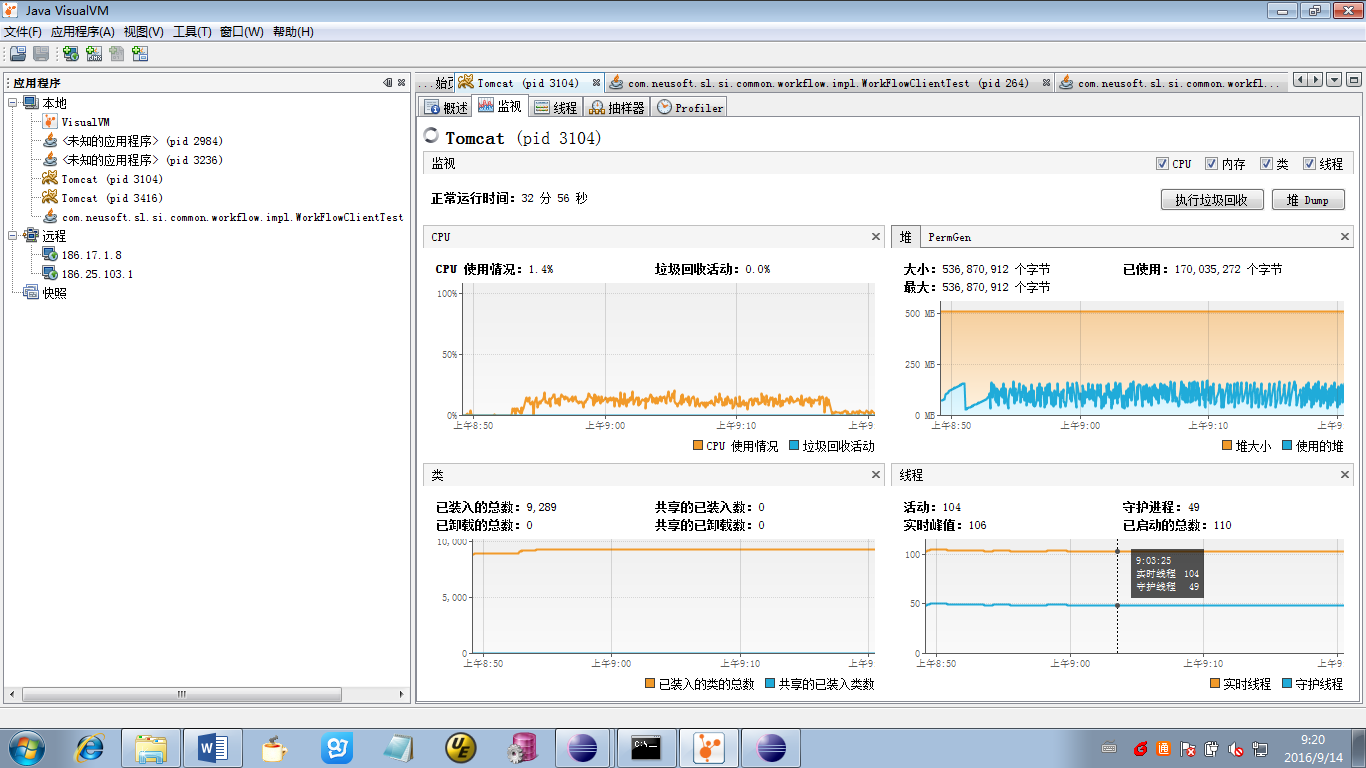 Java VisualVM
文件(F) 应用程序(A) 视图(V) 工具(T) 窗口(W) 帮助(H)
应用程序
本地
VisualVM
<未知的应用程序> (pid 2984)
<未知的应用程序> (pid 3236)
Tomcat (pid 3104)
Tomcat (pid 3416)
com.neusoft.sl.si.common.workflow.impl.WorkFlowClientTest
远程
186.17.1.8
186.25.103.1
快照
...始页 Tomcat (pid 3104) com.neusoft.sl.si.common.workflow.impl.WorkFlowClientTest (pid 264) com.neusoft.sl.si.common.workfl...
概述 监视 线程 抽样器 Profiler
Tomcat (pid 3104)
监视 CPU 内存 类 线程
正常运行时间: 32 分 56 秒 执行垃圾回收 堆 Dump
CPU
CPU 使用情况: 1.4% 垃圾回收活动: 0.0%
100%
50%
0%
上午8:50 上午9:00 上午9:10 上午9
CPU 使用情况 垃圾回收活动
堆 PermGen
大小: 536,870,912 个字节 已使用: 170,035,272 个字节
最大: 536,870,912 个字节
500 MB
250 MB
0 MB
上午8:50 上午9:00 上午9:10 上午9
堆大小 使用的堆
类
已装入的总数: 9,289 共享的已装入数: 0
已卸载的总数: 0 共享的已卸载数: 0
10,000
5,000
0
上午8:50 上午9:00 上午9:10 上午9
已装入的类的总数 共享的已装入类数
线程
活动: 104 守护进程: 49
实时峰值: 106 已启动的总数: 110
100
50
0
9:03:25
实时线程 104
守护线程 49
上午8:50 上午9:00 上午9:10 上午9
实时线程 守护线程
9:20
2016/9/14